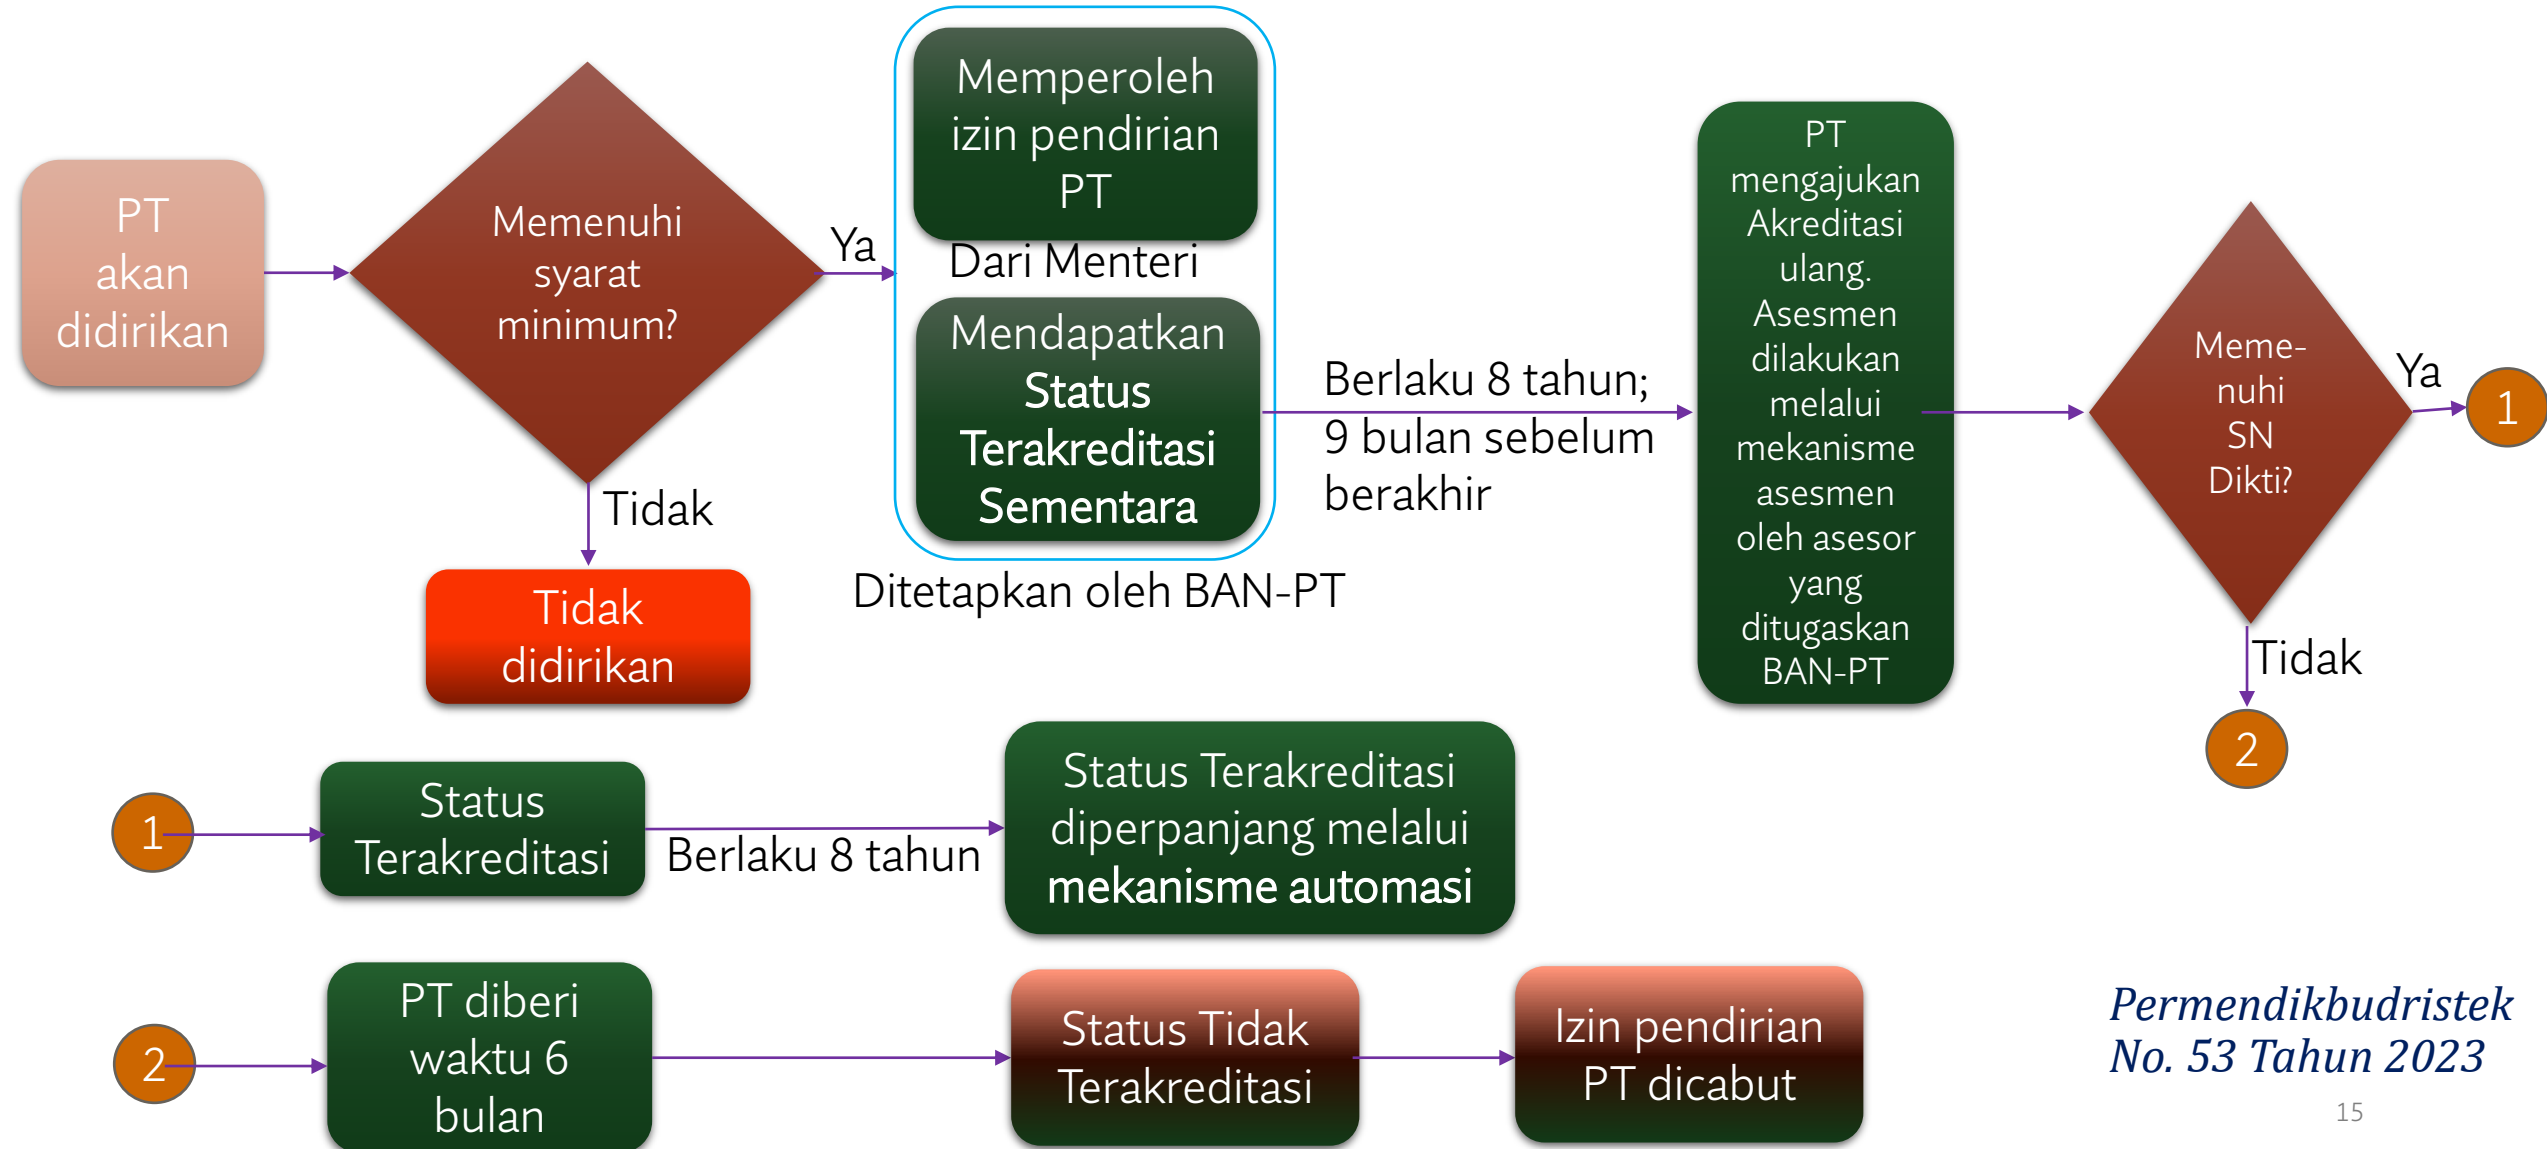 PT
akan
didirikan
Memenuhi
syarat
minimum?
Ya
Tidak
Tidak
didirikan
Memperoleh
izin pendirian
PT
Dari Menteri
Mendapatkan
Status
Terakreditasi
Sementara
Ditetapkan oleh BAN-PT
Berlaku 8 tahun;
9 bulan sebelum
berakhir
PT
mengajukan
Akreditasi
ulang.
Asesmen
dilakukan
melalui
mekanisme
asesmen
oleh asesor
yang
ditugaskan
BAN-PT
Meme-
nuhi
SN
Dikti?
Ya
1
Tidak
2
1
Status
Terakreditasi
Berlaku 8 tahun
Status Terakreditasi
diperpanjang melalui
mekanisme automasi
2
PT diberi
waktu 6
bulan
Status Tidak
Terakreditasi
Izin pendirian
PT dicabut
Permendikbudristek
No. 53 Tahun 2023
15